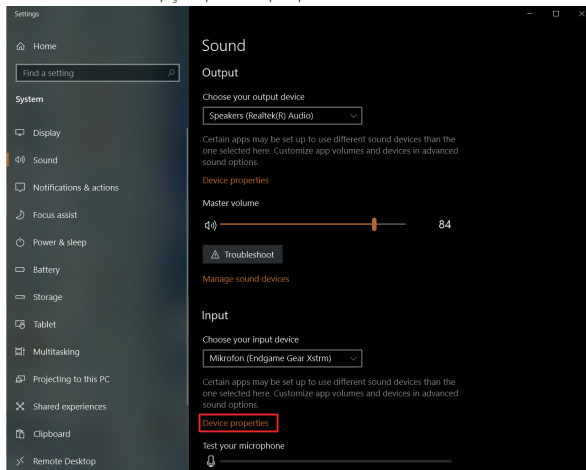 Settings
Home
Find a setting
System
Display
Sound
Notifications & actions
Focus assist
Power & sleep
Battery
Storage
Tablet
Multitasking
Projecting to this PC
Shared experiences
Clipboard
Remote Desktop
Sound
Output
Choose your output device
Speakers (Realtek(R) Audio)
Certain apps may be set up to use different sound devices than the
one selected here. Customize app volumes and devices in advanced
sound options.
Device properties
Master volume
84
Troubleshoot
Manage sound devices
Input
Choose your input device
Mikrofon (Endgame Gear Xstrm)
Certain apps may be set up to use different sound devices than the
one selected here. Customize app volumes and devices in advanced
sound options.
Device properties
Test your microphone